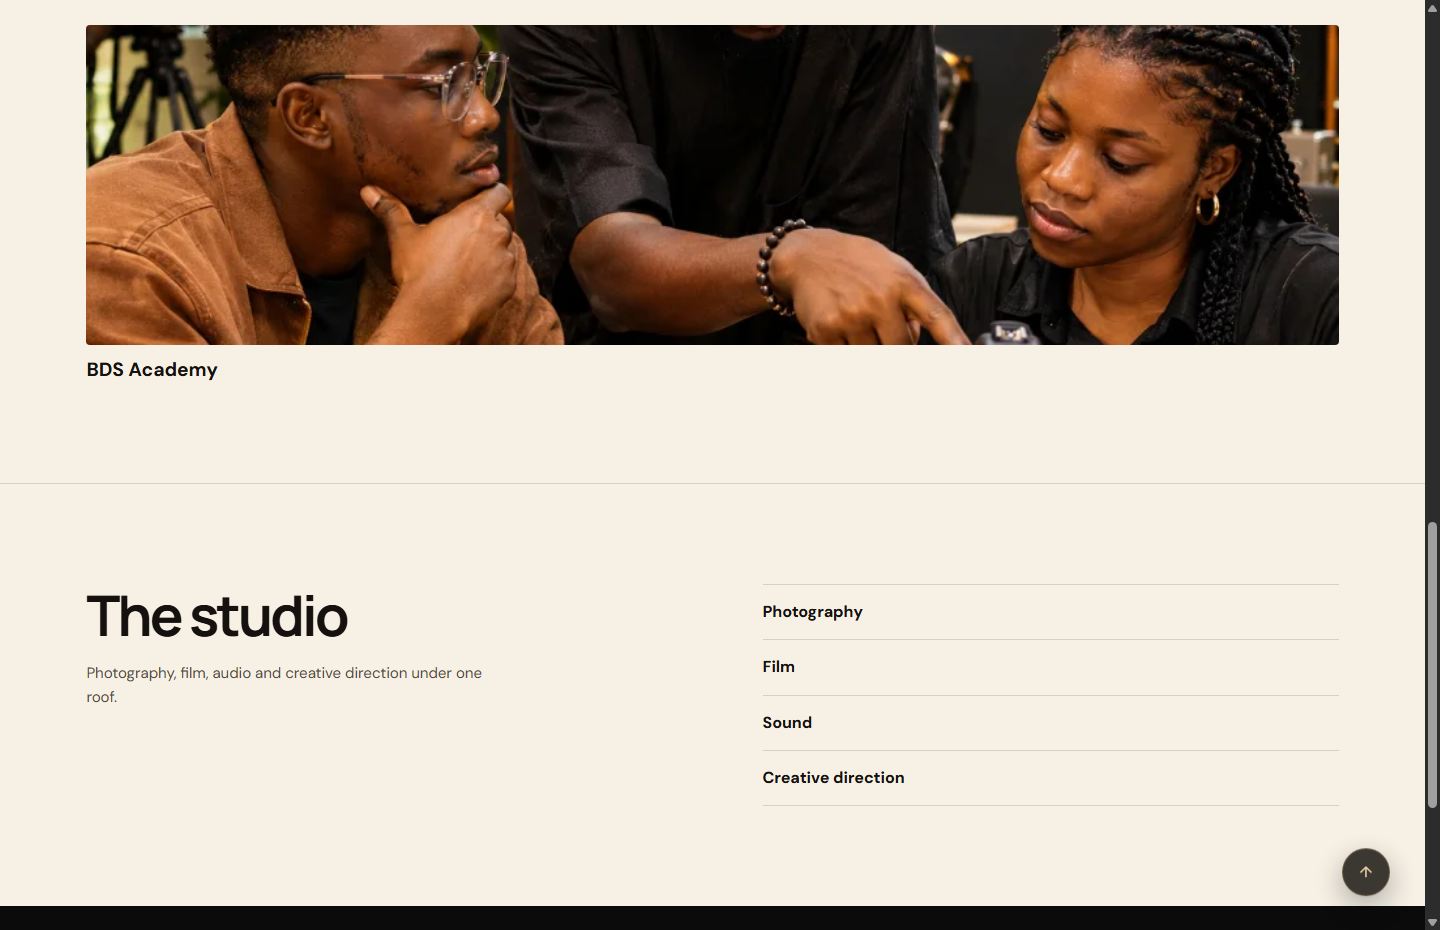 BDS Academy
The studio
Photography, film, audio and creative direction under one
roof.
Photography
Film
Sound
Creative direction